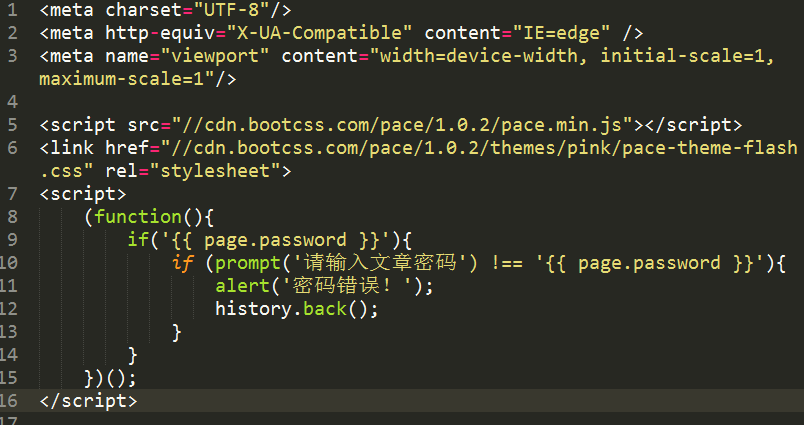 1 <meta charset="UTF-8"/>
2 <meta http-equiv="X-UA-Compatible" content="IE=edge" />
3 <meta name="viewport" content="width=device-width, initial-scale=1,
maximum-scale=1"/>
4
5 <script src="//cdn.bootcss.com/pace/1.0.2/pace.min.js"></script>
6 <link href="//cdn.bootcss.com/pace/1.0.2/themes/pink/pace-theme-flash
.css" rel="stylesheet">
7 <script>
8     (function(){
9         if('{{ page.password }}'){
10             if (prompt('请输入文章密码') !== '{{ page.password }}'){
11                 alert('密码错误！');
12                 history.back();
13             }
14         }
15     })();
16 </script>
17